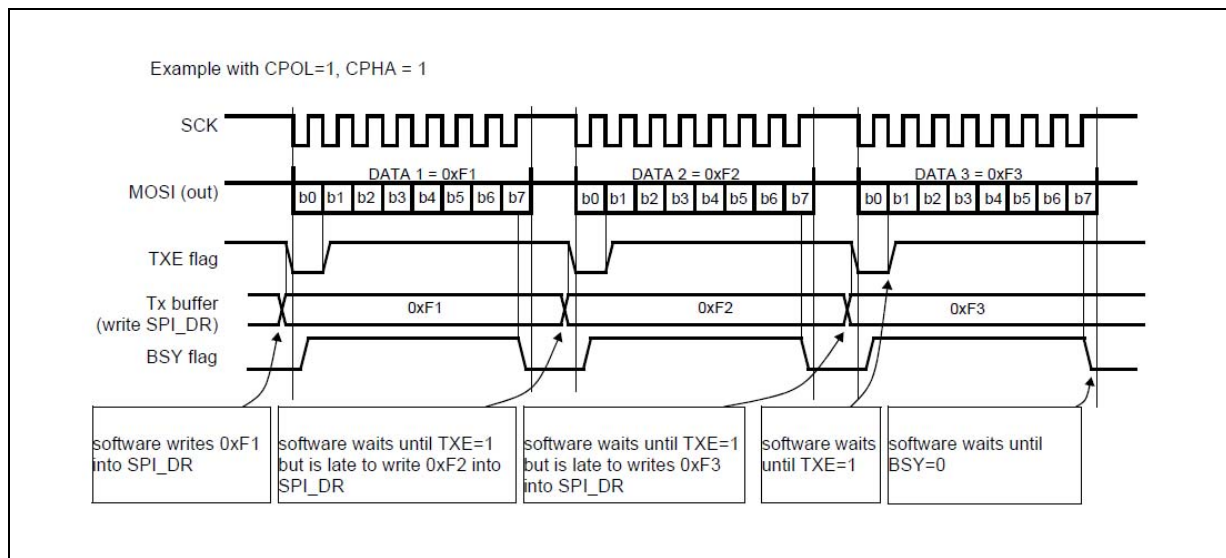 Example with CPOL=1, CPHA = 1
SCK
DATA 1 = 0xF1 DATA 2 = 0xF2 DATA 3 = 0xF3
MOSI (out)
b0 b1 b2 b3 b4 b5 b6 b7 b0 b1 b2 b3 b4 b5 b6 b7 b0 b1 b2 b3 b4 b5 b6 b7
TXE flag
Tx buffer
(write SPI_DR)
0xF1 0xF2 0xF3
BSY flag
software writes 0xF1
into SPI_DR
software waits until TXE=1
but is late to write 0xF2 into
SPI_DR
software waits until TXE=1
but is late to writes 0xF3
into SPI_DR
software waits
until TXE=1
software waits until
BSY=0